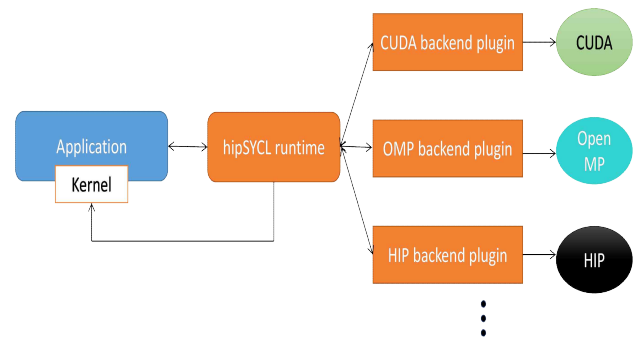 CUDA backend plugin
CUDA
Application
Kernel
hipSYCL runtime
OMP backend plugin
Open
MP
HIP backend plugin
HIP